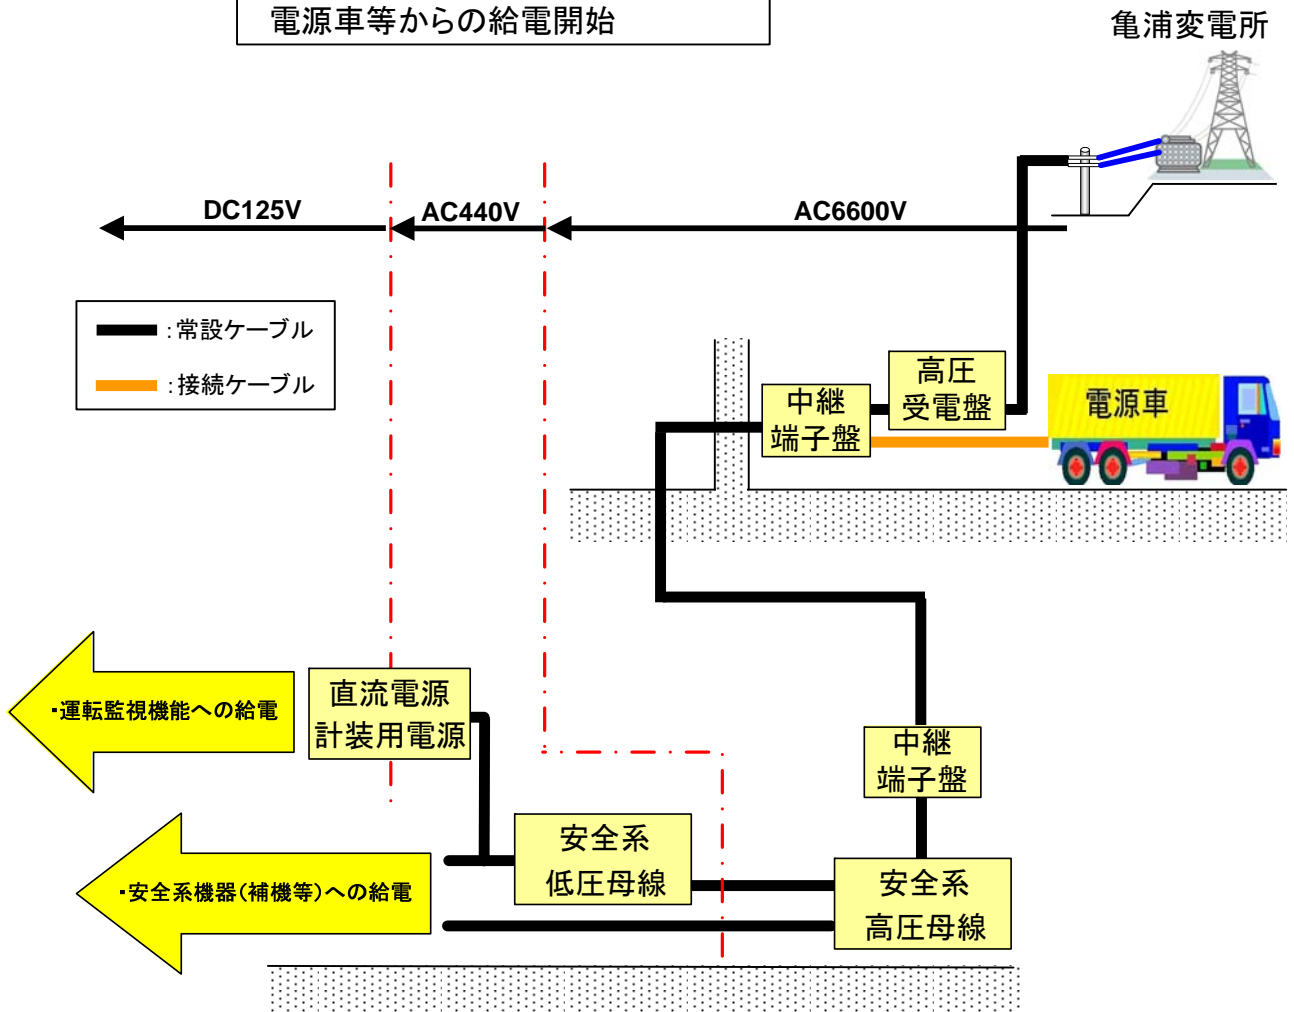 電源車等からの給電開始
亀浦変電所
DC125V
AC440V
AC6600V
:常設ケーブル
:接続ケーブル
高圧
受電盤
中継
端子盤
電源車
直流電源
計装用電源
・運転監視機能への給電
中継
端子盤
安全系
低圧母線
安全系
高圧母線
・安全系機器(補機等)への給電